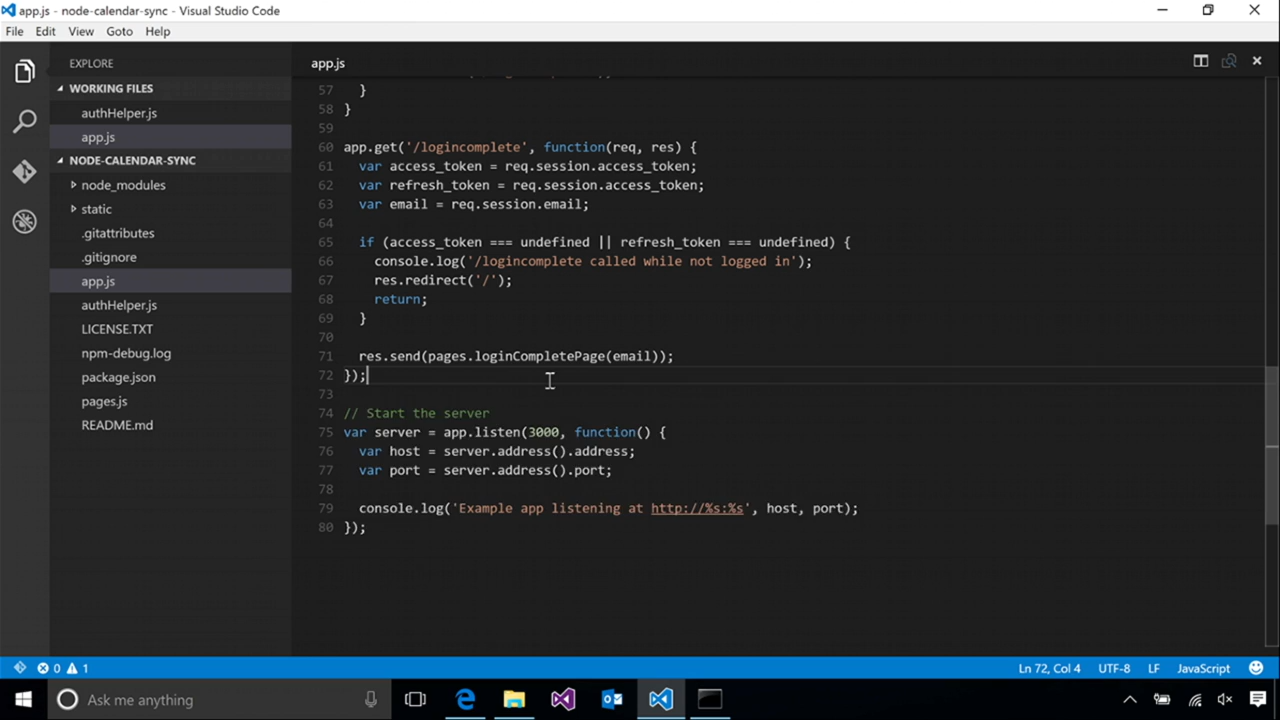 app.js - node-calendar-sync - Visual Studio Code
File Edit View Goto Help
EXPLORE
WORKING FILES
authHelper.js
app.js
NODE-CALENDAR-SYNC
node_modules
static
.gitattributes
.gitignore
app.js
authHelper.js
LICENSE.TXT
npm-debug.log
package.json
pages.js
README.md
app.js
57 }
58 }
59
60 app.get('/logincomplete', function(req, res) {
61 var access_token = req.session.access_token;
62 var refresh_token = req.session.access_token;
63 var email = req.session.email;
64
65 if (access_token === undefined || refresh_token === undefined) {
66 console.log('/logincomplete called while not logged in');
67 res.redirect('/');
68 return;
69 }
70
71 res.send(pages.loginCompletePage(email));
72 });
73
74 // Start the server
75 var server = app.listen(3000, function() {
76 var host = server.address().address;
77 var port = server.address().port;
78
79 console.log('Example app listening at http://%s:%s', host, port);
80 });
0 1
Ln 72, Col 4 UTF-8 LF JavaScript
Ask me anything